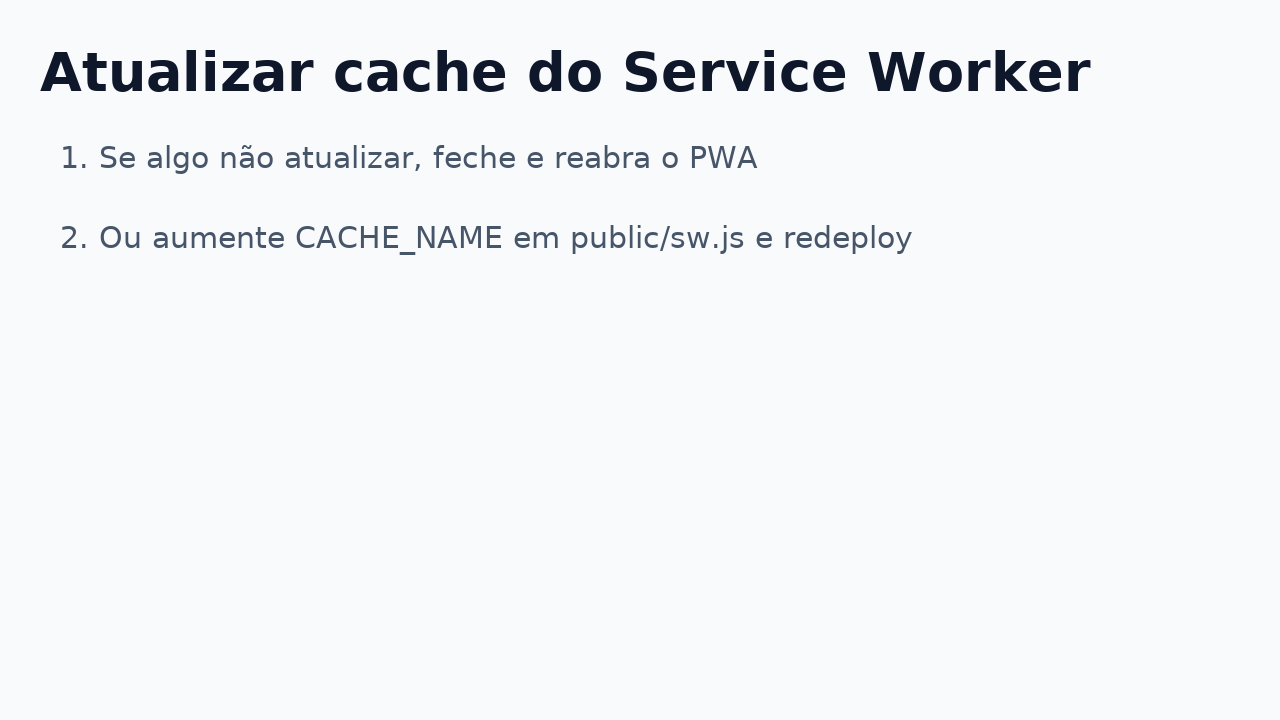 Atualizar cache do Service Worker
1. Se algo não atualizar, feche e reabra o PWA
2. Ou aumente CACHE_NAME em public/sw.js e redeploy